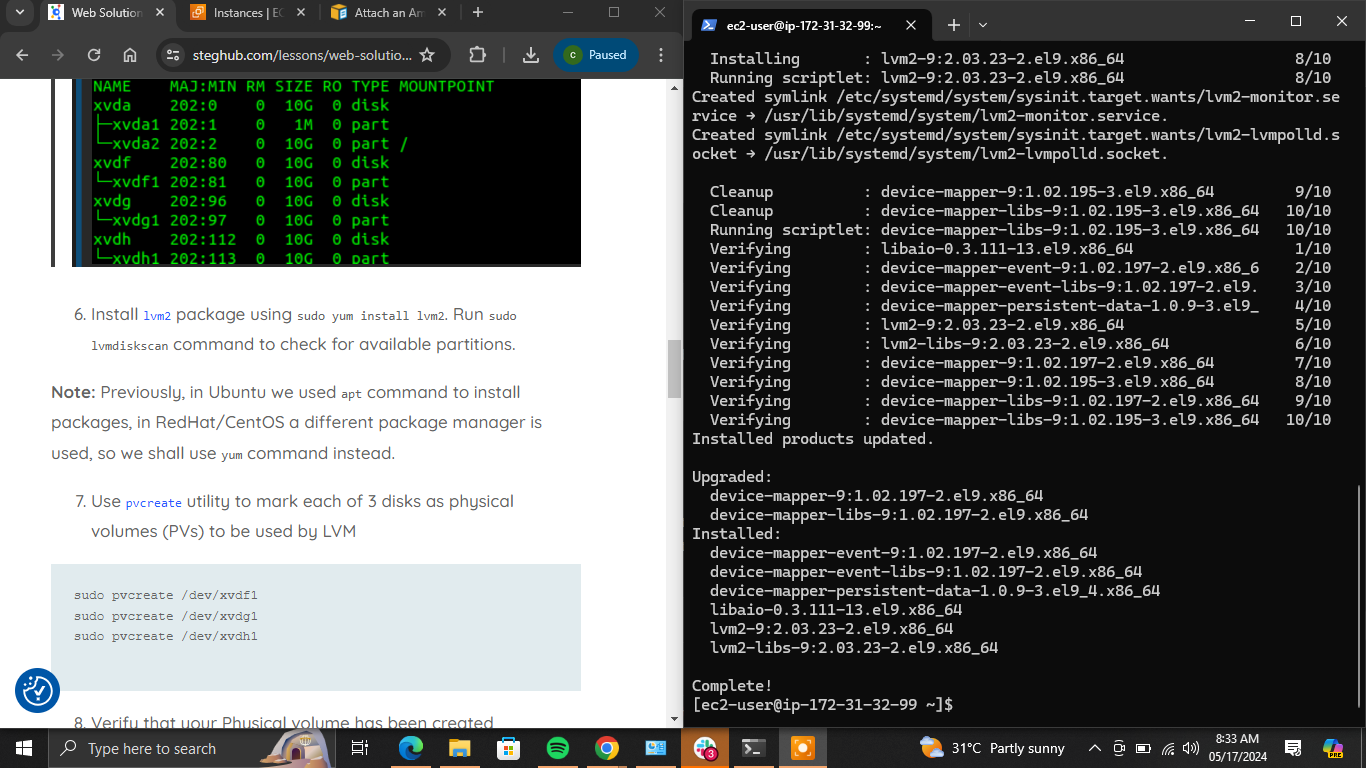 Web Solution
Instances | EC
Attach an Am
steghub.com/lessons/web-solutio...
c Paused
NAME MAJ:MIN RM SIZE RO TYPE MOUNTPOINT
xvda 202:0 0 10G 0 disk
├─xvda1 202:1 0 1M 0 part
└─xvda2 202:2 0 10G 0 part /
xvdf 202:80 0 10G 0 disk
└─xvdf1 202:81 0 10G 0 part
xvdg 202:96 0 10G 0 disk
└─xvdg1 202:97 0 10G 0 part
xvdh 202:112 0 10G 0 disk
└─xvdh1 202:113 0 10G 0 part
6. Install lvm2 package using sudo yum install lvm2. Run sudo
lvmdiskscan command to check for available partitions.
Note: Previously, in Ubuntu we used apt command to install
packages, in RedHat/CentOS a different package manager is
used, so we shall use yum command instead.
7. Use pvcreate utility to mark each of 3 disks as physical
volumes (PVs) to be used by LVM
sudo pvcreate /dev/xvdf1
sudo pvcreate /dev/xvdg1
sudo pvcreate /dev/xvdh1
8. Verify that your Physical volume has been created
ec2-user@ip-172-31-32-99:~
Installing : lvm2-9:2.03.23-2.el9.x86_64 8/10
Running scriptlet: lvm2-9:2.03.23-2.el9.x86_64 8/10
Created symlink /etc/systemd/system/sysinit.target.wants/lvm2-monitor.se
rvice → /usr/lib/systemd/system/lvm2-monitor.service.
Created symlink /etc/systemd/system/sysinit.target.wants/lvm2-lvmpolld.s
ocket → /usr/lib/systemd/system/lvm2-lvmpolld.socket.
Cleanup : device-mapper-9:1.02.195-3.el9.x86_64 9/10
Cleanup : device-mapper-libs-9:1.02.195-3.el9.x86_64 10/10
Running scriptlet: device-mapper-libs-9:1.02.195-3.el9.x86_64 10/10
Verifying : libaio-0.3.111-13.el9.x86_64 1/10
Verifying : device-mapper-event-9:1.02.197-2.el9.x86_6 2/10
Verifying : device-mapper-event-libs-9:1.02.197-2.el9. 3/10
Verifying : device-mapper-persistent-data-1.0.9-3.el9_ 4/10
Verifying : lvm2-9:2.03.23-2.el9.x86_64 5/10
Verifying : lvm2-libs-9:2.03.23-2.el9.x86_64 6/10
Verifying : device-mapper-9:1.02.197-2.el9.x86_64 7/10
Verifying : device-mapper-9:1.02.195-3.el9.x86_64 8/10
Verifying : device-mapper-libs-9:1.02.197-2.el9.x86_64 9/10
Verifying : device-mapper-libs-9:1.02.195-3.el9.x86_64 10/10
Installed products updated.
Upgraded:
device-mapper-9:1.02.197-2.el9.x86_64
device-mapper-libs-9:1.02.197-2.el9.x86_64
Installed:
device-mapper-event-9:1.02.197-2.el9.x86_64
device-mapper-event-libs-9:1.02.197-2.el9.x86_64
device-mapper-persistent-data-1.0.9-3.el9_4.x86_64
libaio-0.3.111-13.el9.x86_64
lvm2-9:2.03.23-2.el9.x86_64
lvm2-libs-9:2.03.23-2.el9.x86_64
Complete!
[ec2-user@ip-172-31-32-99 ~]$
Type here to search
3
31°C Partly sunny
8:33 AM
05/17/2024
PRE